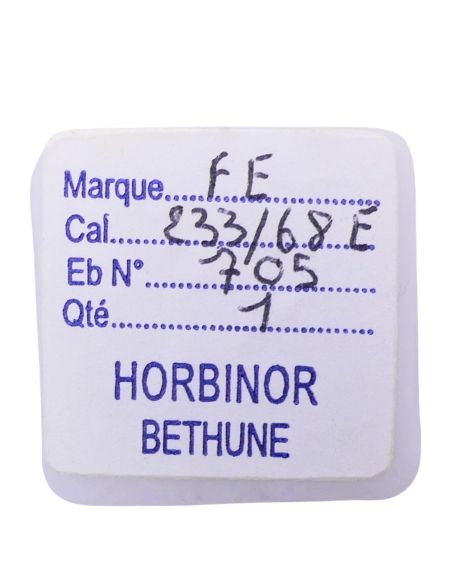 Marque....FE............
Cal......233/68 E
Eb N°........705........
Qté..............1..............
HORBINOR
BETHUNE